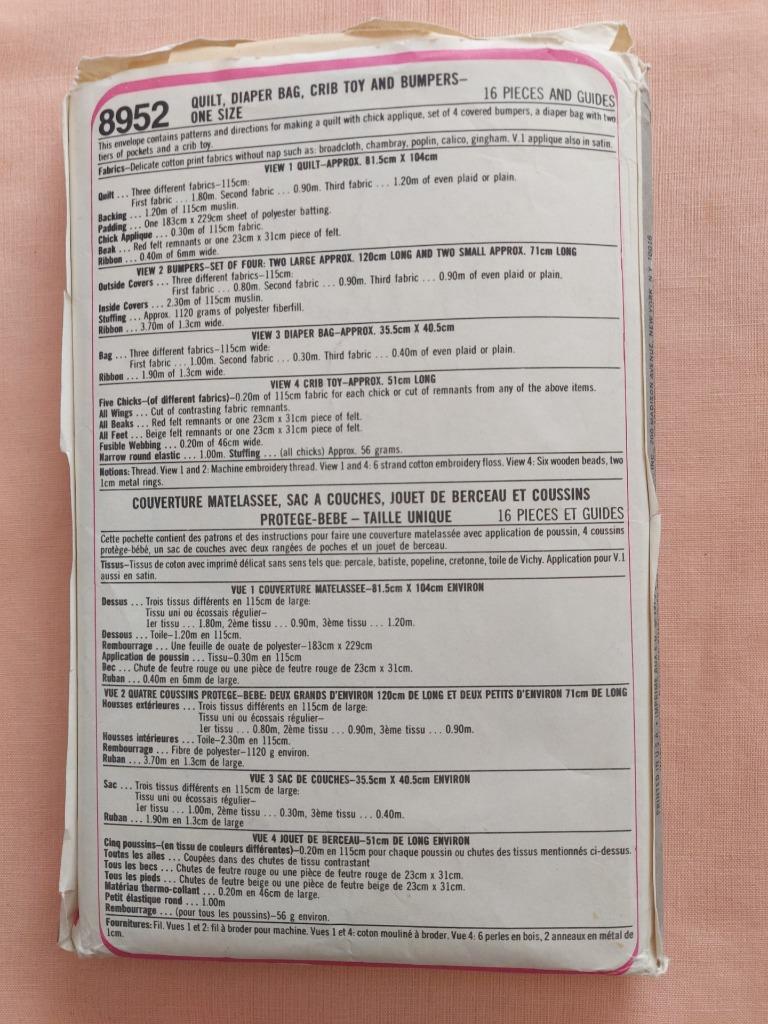 8952
QUILT, DIAPER BAG, CRIB TOY AND BUMPERS–
ONE SIZE
16 PIECES AND GUIDES
This envelope contains patterns and directions for making a quilt with chick applique, set of 4 covered bumpers, a diaper bag with two
tiers of pockets and a crib toy.
Fabrics–Delicate cotton print fabrics without nap such as: broadcloth, chambray, poplin, calico, gingham. V.1 applique also in satin.
VIEW 1 QUILT–APPROX. 81.5cm X 104cm
Quilt ... Three different fabrics–115cm:
First fabric ... 1.80m. Second fabric ... 0.90m. Third fabric ... 1.20m of even plaid or plain.
Backing ... 1.20m of 115cm muslin.
Padding ... One 183cm x 229cm sheet of polyester batting.
Chick Applique ... 0.30m of 115cm fabric.
Beak ... Red felt remnants or one 23cm x 31cm piece of felt.
Ribbon ... 0.40m of 6mm wide.
VIEW 2 BUMPERS–SET OF FOUR: TWO LARGE APPROX. 120cm LONG AND TWO SMALL APPROX. 71cm LONG
Outside Covers ... Three different fabrics–115cm:
First fabric ... 0.80m. Second fabric ... 0.90m. Third fabric ... 0.90m of even plaid or plain.
Inside Covers ... 2.30m of 115cm muslin.
Stuffing ... Approx. 1120 grams of polyester fiberfill.
Ribbon ... 3.70m of 1.3cm wide.
VIEW 3 DIAPER BAG–APPROX. 35.5cm X 40.5cm
Bag ... Three different fabrics–115cm wide:
First fabric ... 1.00m. Second fabric ... 0.30m. Third fabric ... 0.40m of even plaid or plain.
Ribbon ... 1.90m of 1.3cm wide.
VIEW 4 CRIB TOY–APPROX. 51cm LONG
Five Chicks–(of different fabrics)–0.20m of 115cm fabric for each chick or cut of remnants from any of the above items.
All Wings ... Cut of contrasting fabric remnants.
All Beaks ... Red felt remnants or one 23cm x 31cm piece of felt.
All Feet ... Beige felt remnants or one 23cm x 31cm piece of felt.
Fusible Webbing ... 0.20m of 46cm wide.
Narrow round elastic ... 1.00m. Stuffing ... (all chicks) Approx. 56 grams.
Notions: Thread. View 1 and 2: Machine embroidery thread. View 1 and 4: 6 strand cotton embroidery floss. View 4: Six wooden beads, two
1cm metal rings.
COUVERTURE MATELASSEE, SAC A COUCHES, JOUET DE BERCEAU ET COUSSINS
PROTEGE-BEBE – TAILLE UNIQUE 16 PIECES ET GUIDES
Cette pochette contient des patrons et des instructions pour faire une couverture matelassée avec application de poussin, 4 coussins
protège-bébé, un sac de couches avec deux rangées de poches et un jouet de berceau.
Tissus–Tissus de coton avec imprimé délicat sans sens tels que: percale, batiste, popeline, cretonne, toile de Vichy. Application pour V.1
aussi en satin.
VUE 1 COUVERTURE MATELASSEE–81.5cm X 104cm ENVIRON
Dessus ... Trois tissus différents en 115cm de large:
Tissu uni ou écossais régulier–
1er tissu ... 1.80m, 2ème tissu ... 0.90m, 3ème tissu ... 1.20m.
Dessous ... Toile–1.20m en 115cm.
Rembourrage ... Une feuille de ouate de polyester–183cm x 229cm
Application de poussin ... Tissu–0.30m en 115cm
Bec ... Chute de feutre rouge ou une pièce de feutre rouge de 23cm x 31cm.
Ruban ... 0.40m en 6mm de large.
VUE 2 QUATRE COUSSINS PROTEGE-BEBE: DEUX GRANDS D'ENVIRON 120cm DE LONG ET DEUX PETITS D'ENVIRON 71cm DE LONG
Housses extérieures ... Trois tissus différents en 115cm de large:
Tissu uni ou écossais régulier–
1er tissu ... 0.80m, 2ème tissu ... 0.90m, 3ème tissu ... 0.90m.
Housses intérieures ... Toile–2.30m en 115cm.
Rembourrage ... Fibre de polyester–1120 g environ.
Ruban ... 3.70m en 1.3cm de large.
VUE 3 SAC DE COUCHES–35.5cm X 40.5cm ENVIRON
Sac ... Trois tissus différents en 115cm de large:
Tissu uni ou écossais régulier–
1er tissu ... 1.00m, 2ème tissu ... 0.30m, 3ème tissu ... 0.40m.
Ruban ... 1.90m en 1.3cm de large
VUE 4 JOUET DE BERCEAU–51cm DE LONG ENVIRON
Cinq poussins–(en tissu de couleurs différentes)–0.20m en 115cm pour chaque poussin ou chutes des tissus mentionnés ci-dessus.
Toutes les ailes ... Coupées dans des chutes de tissu contrastant
Tous les becs ... Chutes de feutre rouge ou une pièce de feutre rouge de 23cm x 31cm.
Tous les pieds ... Chutes de feutre beige ou une pièce de feutre beige de 23cm x 31cm.
Matériau thermo-collant ... 0.20m en 46cm de large.
Petit élastique rond ... 1.00m
Rembourrage ... (pour tous les poussins)–56 g environ.
Fournitures: Fil. Vues 1 et 2: fil à broder pour machine. Vues 1 et 4: coton mouliné à broder. Vue 4: 6 perles en bois, 2 anneaux en métal de
1cm.
INC., 200 MADISON AVENUE, NEW YORK, N.Y. 10016
PRINTED IN U.S.A. • IMPRIME AUX